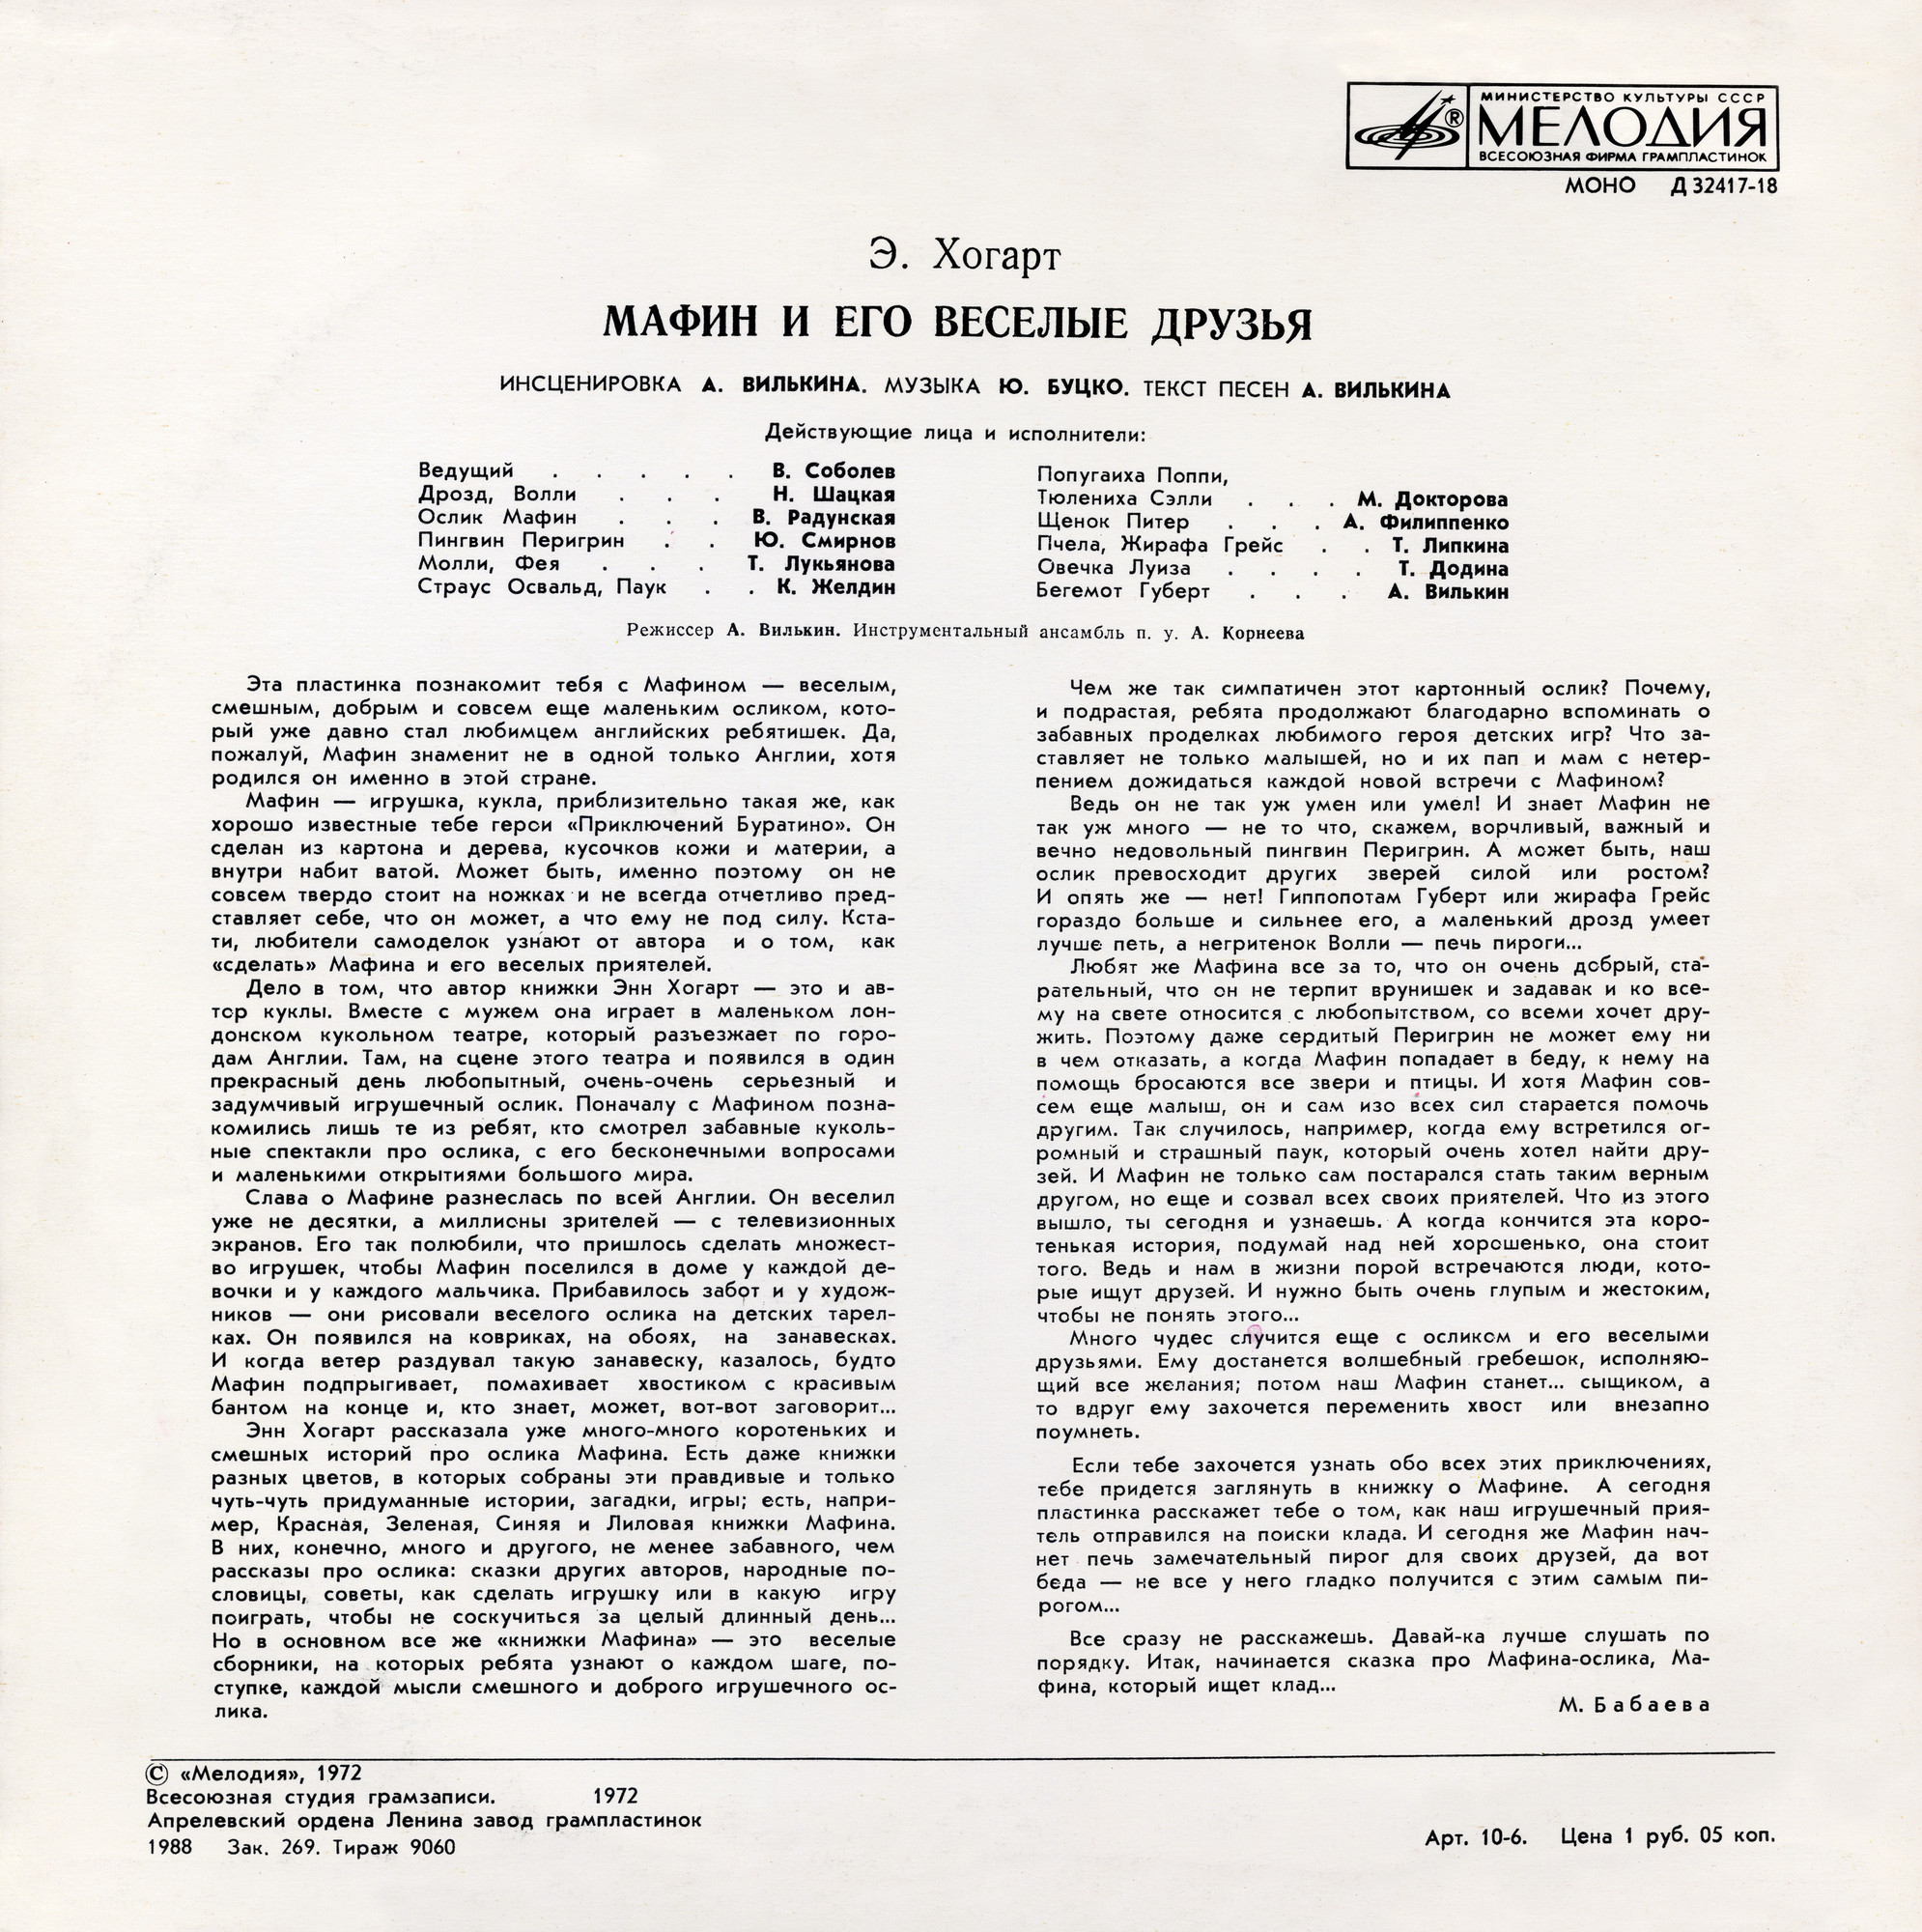 МИНИСТЕРСТВО КУЛЬТУРЫ СССР
®
МЕЛОДИЯ
ВСЕСОЮЗНАЯ ФИРМА ГРАМПЛАСТИНОК
МОНО Д 32417-18
Э. Хогарт
МАФИН И ЕГО ВЕСЕЛЫЕ ДРУЗЬЯ
ИНСЦЕНИРОВКА А. ВИЛЬКИНА. МУЗЫКА Ю. БУЦКО. ТЕКСТ ПЕСЕН А. ВИЛЬКИНА
Действующие лица и исполнители:
Ведущий . . . . . В. Соболев
Дрозд, Волли . . . Н. Шацкая
Ослик Мафин . . . В. Радунская
Пингвин Перигрин . . Ю. Смирнов
Молли, Фея . . . Т. Лукьянова
Страус Освальд, Паук . . К. Желдин
Попугаиха Поппи,
Тюлениха Сэлли . . . М. Докторова
Щенок Питер . . . А. Филиппенко
Пчела, Жирафа Грейс . . Т. Липкина
Овечка Луиза . . . . Т. Додина
Бегемот Губерт . . . А. Вилькин
Режиссер А. Вилькин. Инструментальный ансамбль п. у. А. Корнеева
Эта пластинка познакомит тебя с Мафином — веселым,
смешным, добрым и совсем еще маленьким осликом, кото-
рый уже давно стал любимцем английских ребятишек. Да,
пожалуй, Мафин знаменит не в одной только Англии, хотя
родился он именно в этой стране.
Мафин — игрушка, кукла, приблизительно такая же, как
хорошо известные тебе герои «Приключений Буратино». Он
сделан из картона и дерева, кусочков кожи и материи, а
внутри набит ватой. Может быть, именно поэтому он не
совсем твердо стоит на ножках и не всегда отчетливо пред-
ставляет себе, что он может, а что ему не под силу. Кста-
ти, любители самоделок узнают от автора и о том, как
«сделать» Мафина и его веселых приятелей.
Дело в том, что автор книжки Энн Хогарт — это и ав-
тор куклы. Вместе с мужем она играет в маленьком лон-
донском кукольном театре, который разъезжает по горо-
дам Англии. Там, на сцене этого театра и появился в один
прекрасный день любопытный, очень-очень серьезный и
задумчивый игрушечный ослик. Поначалу с Мафином позна-
комились лишь те из ребят, кто смотрел забавные куколь-
ные спектакли про ослика, с его бесконечными вопросами
и маленькими открытиями большого мира.
Слава о Мафине разнеслась по всей Англии. Он веселил
уже не десятки, а миллионы зрителей — с телевизионных
экранов. Его так полюбили, что пришлось сделать множест-
во игрушек, чтобы Мафин поселился в доме у каждой де-
вочки и у каждого мальчика. Прибавилось забот и у худож-
ников — они рисовали веселого ослика на детских тарел-
ках. Он появился на ковриках, на обоях, на занавесках.
И когда ветер раздувал такую занавеску, казалось, будто
Мафин подпрыгивает, помахивает хвостиком с красивым
бантом на конце и, кто знает, может, вот-вот заговорит...
Энн Хогарт рассказала уже много-много коротеньких и
смешных историй про ослика Мафина. Есть даже книжки
разных цветов, в которых собраны эти правдивые и только
чуть-чуть придуманные истории, загадки, игры; есть, напри-
мер, Красная, Зеленая, Синяя и Лиловая книжки Мафина.
В них, конечно, много и другого, не менее забавного, чем
рассказы про ослика: сказки других авторов, народные по-
словицы, советы, как сделать игрушку или в какую игру
поиграть, чтобы не соскучиться за целый длинный день...
Но в основном все же «книжки Мафина» — это веселые
сборники, на которых ребята узнают о каждом шаге, по-
ступке, каждой мысли смешного и доброго игрушечного ос-
лика.
Чем же так симпатичен этот картонный ослик? Почему,
и подрастая, ребята продолжают благодарно вспоминать о
забавных проделках любимого героя детских игр? Что за-
ставляет не только малышей, но и их пап и мам с нетер-
пением дожидаться каждой новой встречи с Мафином?
Ведь он не так уж умен или умел! И знает Мафин не
так уж много — не то что, скажем, ворчливый, важный и
вечно недовольный пингвин Перигрин. А может быть, наш
ослик превосходит других зверей силой или ростом?
И опять же — нет! Гиппопотам Губерт или жирафа Грейс
гораздо больше и сильнее его, а маленький дрозд умеет
лучше петь, а негритенок Волли — печь пироги...
Любят же Мафина все за то, что он очень добрый, ста-
рательный, что он не терпит врунишек и задавак и ко все-
му на свете относится с любопытством, со всеми хочет дру-
жить. Поэтому даже сердитый Перигрин не может ему ни
в чем отказать, а когда Мафин попадает в беду, к нему на
помощь бросаются все звери и птицы. И хотя Мафин сов-
сем еще малыш, он и сам изо всех сил старается помочь
другим. Так случилось, например, когда ему встретился ог-
ромный и страшный паук, который очень хотел найти дру-
зей. И Мафин не только сам постарался стать таким верным
другом, но еще и созвал всех своих приятелей. Что из этого
вышло, ты сегодня и узнаешь. А когда кончится эта коро-
тенькая история, подумай над ней хорошенько, она стоит
того. Ведь и нам в жизни порой встречаются люди, кото-
рые ищут друзей. И нужно быть очень глупым и жестоким,
чтобы не понять этого...
Много чудес случится еще с осликом и его веселыми
друзьями. Ему достанется волшебный гребешок, исполняю-
щий все желания; потом наш Мафин станет... сыщиком, а
то вдруг ему захочется переменить хвост или внезапно
поумнеть.
Если тебе захочется узнать обо всех этих приключениях,
тебе придется заглянуть в книжку о Мафине. А сегодня
пластинка расскажет тебе о том, как наш игрушечный прия-
тель отправился на поиски клада. И сегодня же Мафин нач-
нет печь замечательный пирог для своих друзей, да вот
беда — не все у него гладко получится с этим самым пи-
рогом...
Все сразу не расскажешь. Давай-ка лучше слушать по
порядку. Итак, начинается сказка про Мафина-ослика, Ма-
фина, который ищет клад...
М. Бабаева
© «Мелодия», 1972
Всесоюзная студия грамзаписи. 1972
Апрелевский ордена Ленина завод грампластинок
1988 Зак. 269. Тираж 9060
Арт. 10-6. Цена 1 руб. 05 коп.